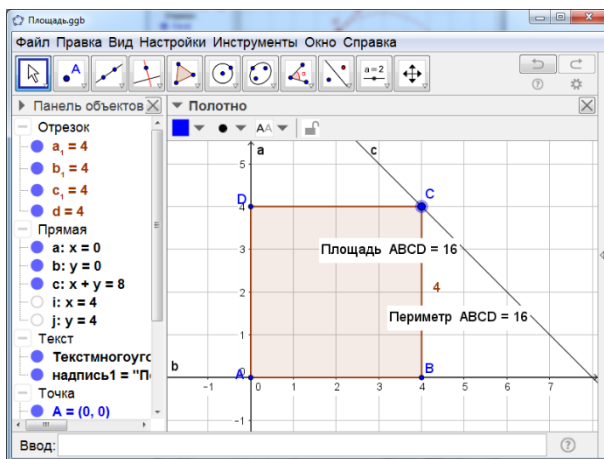 Площадь.ggb
Файл Правка Вид Настройки Инструменты Окно Справка
A
a=2
Панель объектов
Полотно
AA
Отрезок
a₁ = 4
b₁ = 4
c₁ = 4
d = 4
Прямая
a: x = 0
b: y = 0
c: x + y = 8
i: x = 4
j: y = 4
Текст
Текстмногоуго
надпись1 = "П
Точка
A = (0, 0)
a
c
5
D
4
C
Площадь ABCD = 16
3
4
2
Периметр ABCD = 16
1
b
0
A
B
-1 0 1 2 3 4 5 6 7
-1
Ввод: